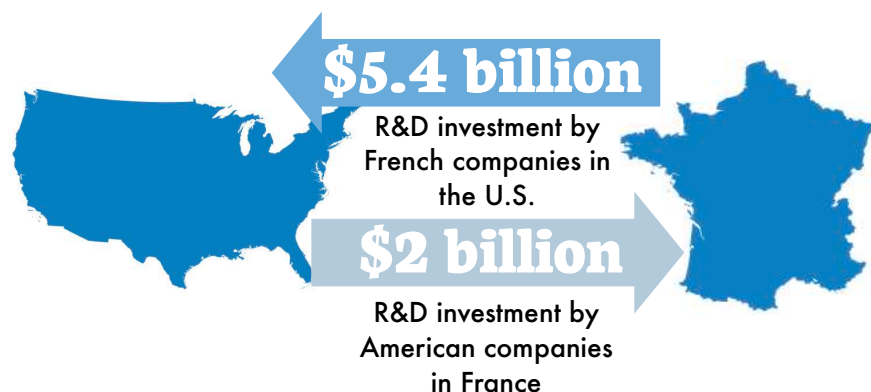 $5.4 billion
R&D investment by
French companies in
the U.S.
$2 billion
R&D investment by
American companies
in France